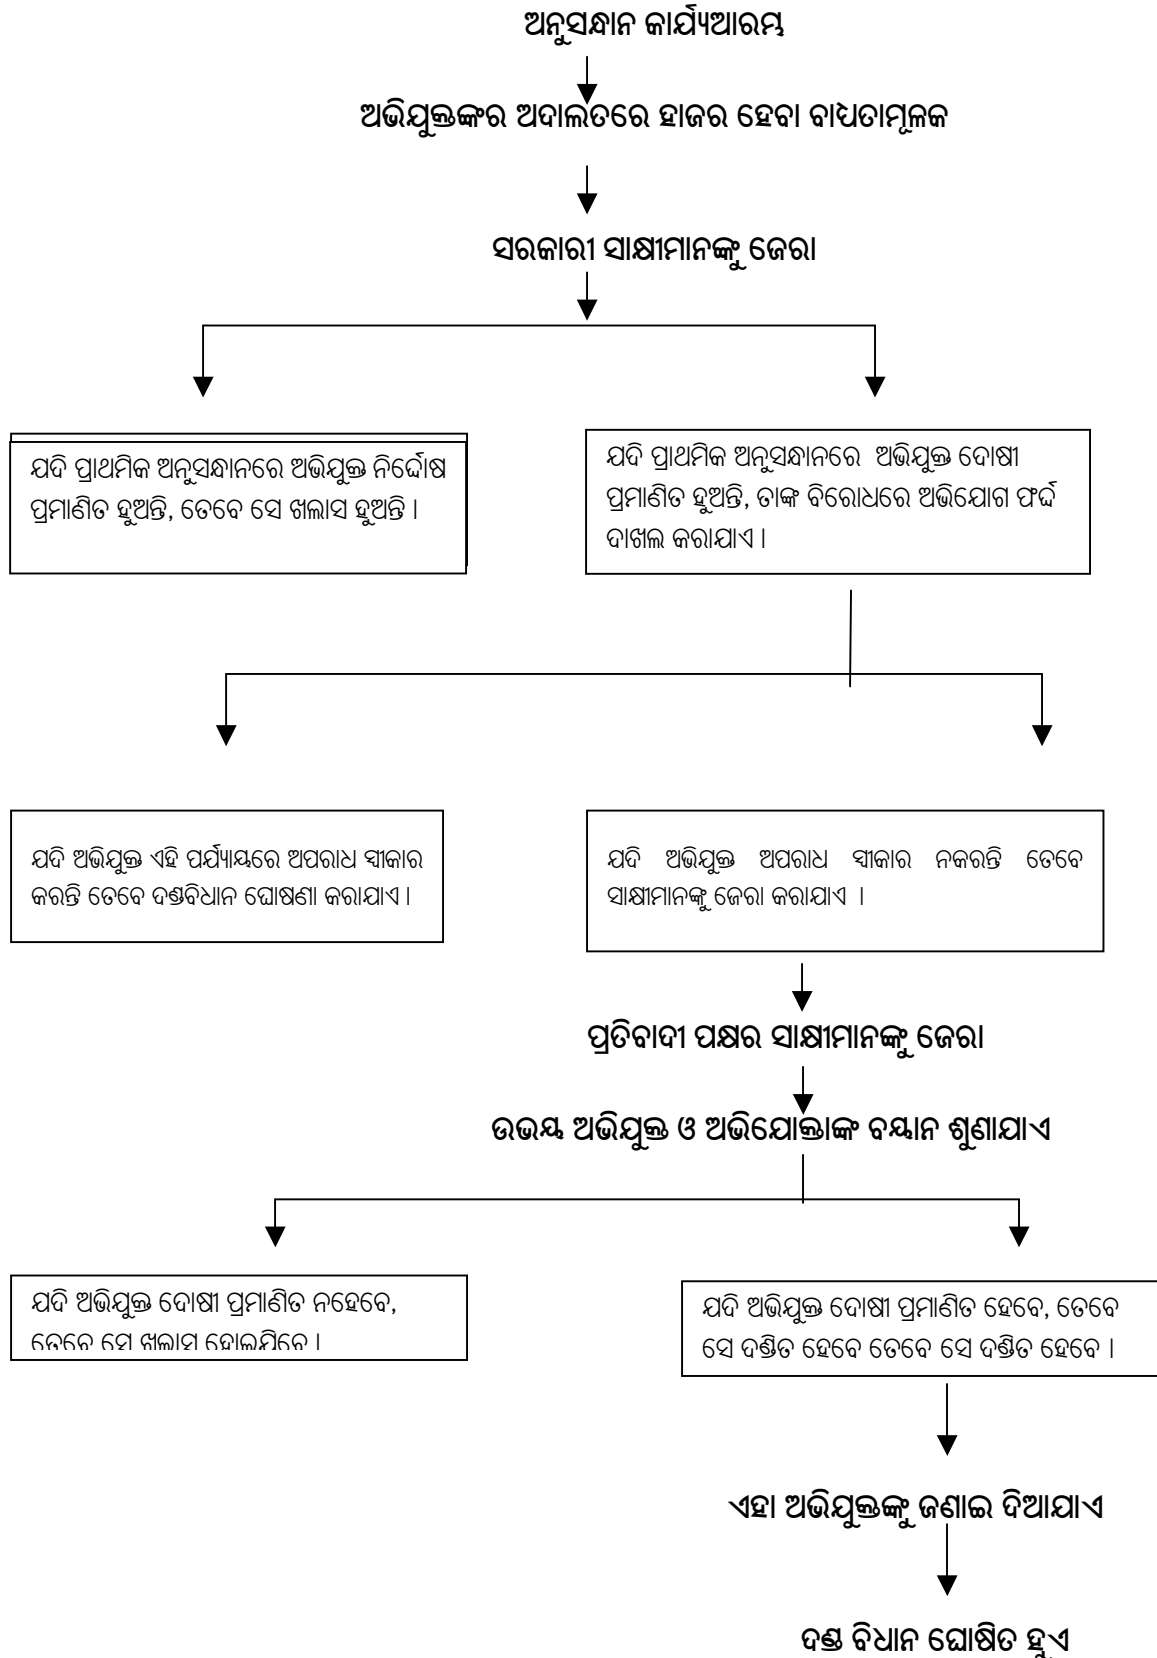 ଅନୁସନ୍ଧାନ କାର୍ଯ୍ୟଆରମ୍ଭ
ଅଭିଯୁକ୍ତଙ୍କର ଅଦାଲତରେ ହାଜର ହେବା ବାଧ୍ୟତାମୂଳକ
ସରକାରୀ ସାକ୍ଷୀମାନଙ୍କୁ ଜେରା
ଯଦି ପ୍ରାଥମିକ ଅନୁସନ୍ଧାନରେ ଅଭିଯୁକ୍ତ ନିର୍ଦ୍ଦୋଷ
ପ୍ରମାଣିତ ହୁଅନ୍ତି, ତେବେ ସେ ଖଲାସ ହୁଅନ୍ତି ।
ଯଦି ପ୍ରାଥମିକ ଅନୁସନ୍ଧାନରେ ଅଭିଯୁକ୍ତ ଦୋଷୀ
ପ୍ରମାଣିତ ହୁଅନ୍ତି, ତାଙ୍କ ବିରୋଧରେ ଅଭିଯୋଗ ଫର୍ଦ୍ଦ
ଦାଖଲ କରାଯାଏ ।
ଯଦି ଅଭିଯୁକ୍ତ ଏହି ପର୍ଯ୍ୟାୟରେ ଅପରାଧ ସ୍ୱୀକାର
କରନ୍ତି ତେବେ ଦଣ୍ଡବିଧାନ ଘୋଷଣା କରାଯାଏ ।
ଯଦି ଅଭିଯୁକ୍ତ ଅପରାଧ ସ୍ୱୀକାର ନକରନ୍ତି ତେବେ
ସାକ୍ଷୀମାନଙ୍କୁ ଜେରା କରାଯାଏ ।
ପ୍ରତିବାଦୀ ପକ୍ଷର ସାକ୍ଷୀମାନଙ୍କୁ ଜେରା
ଉଭୟ ଅଭିଯୁକ୍ତ ଓ ଅଭିଯୋକ୍ତାଙ୍କ ବୟାନ ଶୁଣାଯାଏ
ଯଦି ଅଭିଯୁକ୍ତ ଦୋଷୀ ପ୍ରମାଣିତ ନହେବେ,
ତେବେ ସେ ଖଲାସ ହୋଇଯିବେ ।
ଯଦି ଅଭିଯୁକ୍ତ ଦୋଷୀ ପ୍ରମାଣିତ ହେବେ, ତେବେ
ସେ ଦଣ୍ଡିତ ହେବେ ତେବେ ସେ ଦଣ୍ଡିତ ହେବେ ।
ଏହା ଅଭିଯୁକ୍ତଙ୍କୁ ଜଣାଇ ଦିଆଯାଏ
ଦଣ୍ଡ ବିଧାନ ଘୋଷିତ ହୁଏ